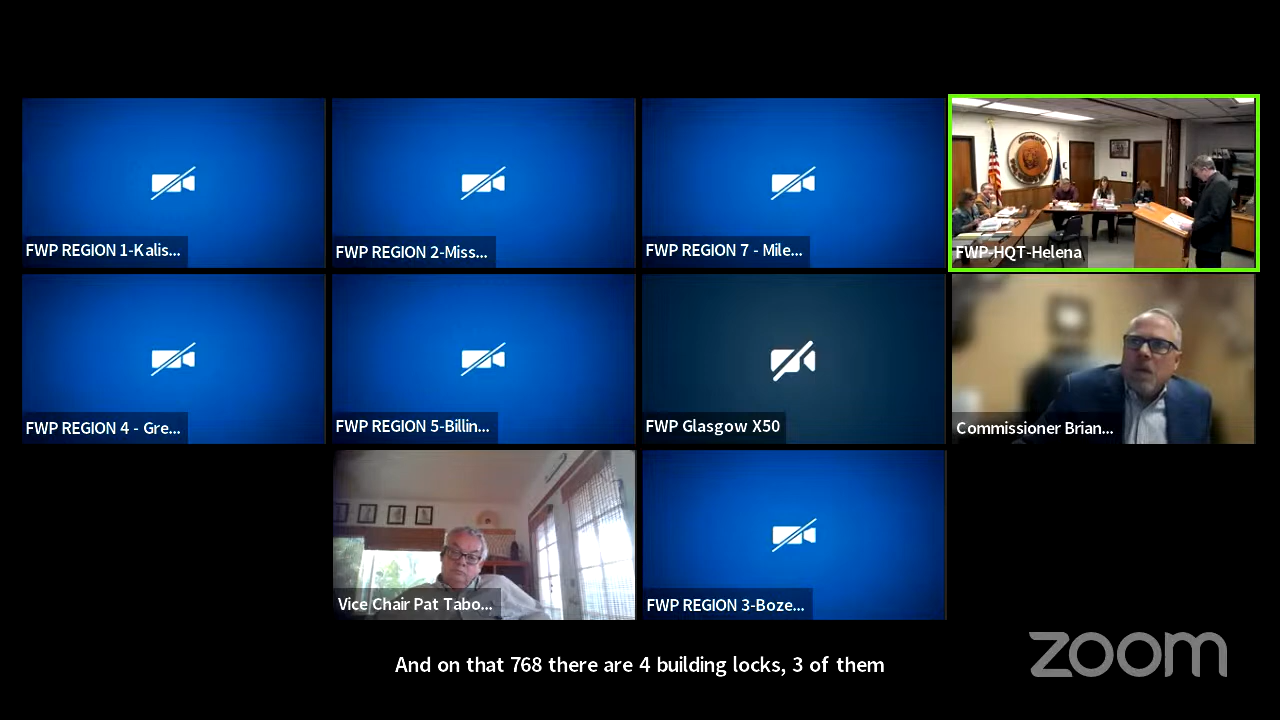 FWP REGION 1-Kalis...
FWP REGION 2-Miss...
FWP REGION 7 - Mile...
FWP-HQT-Helena
FWP REGION 4 - Gre...
FWP REGION 5-Billin...
FWP Glasgow X50
Commissioner Brian...
Vice Chair Pat Tabo...
FWP REGION 3-Boze...
And on that 768 there are 4 building locks, 3 of them
zoom